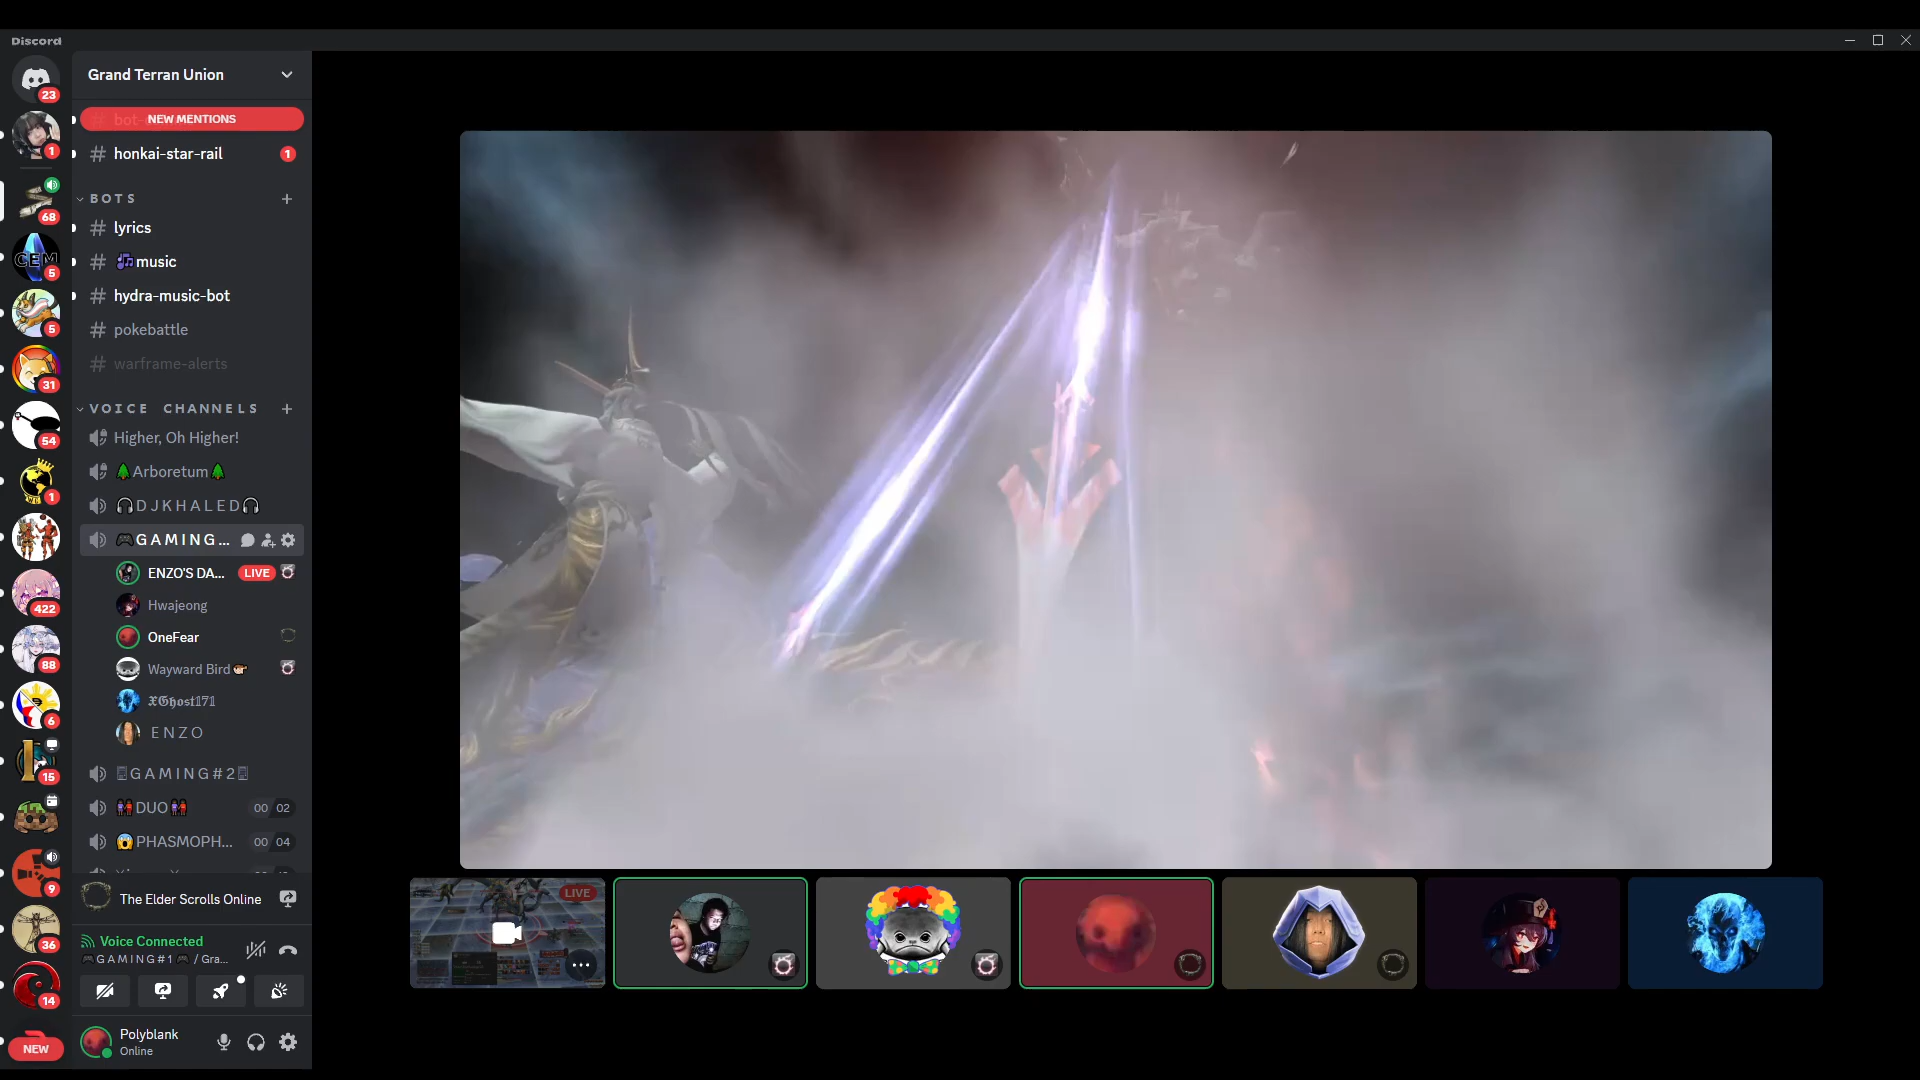 Discord
23
1
68
GEM
5
5
31
54
1
422
88
6
15
9
36
14
NEW
Grand Terran Union
NEW MENTIONS
honkai-star-rail
1
BOTS
lyrics
music
hydra-music-bot
pokebattle
warframe-alerts
VOICE CHANNELS
Higher, Oh Higher!
Arboretum
DJKHALED
GAMING...
ENZO'S DA... LIVE
Hwajeong
OneFear
Wayward Bird
𝕏𝕲𝖍𝖔𝖘𝖙171
ENZO
GAMING#2
DUO 00 02
PHASMOPH... 00 04
The Elder Scrolls Online
Voice Connected
GAMING#1 / Gra...
Polyblank
Online
LIVE